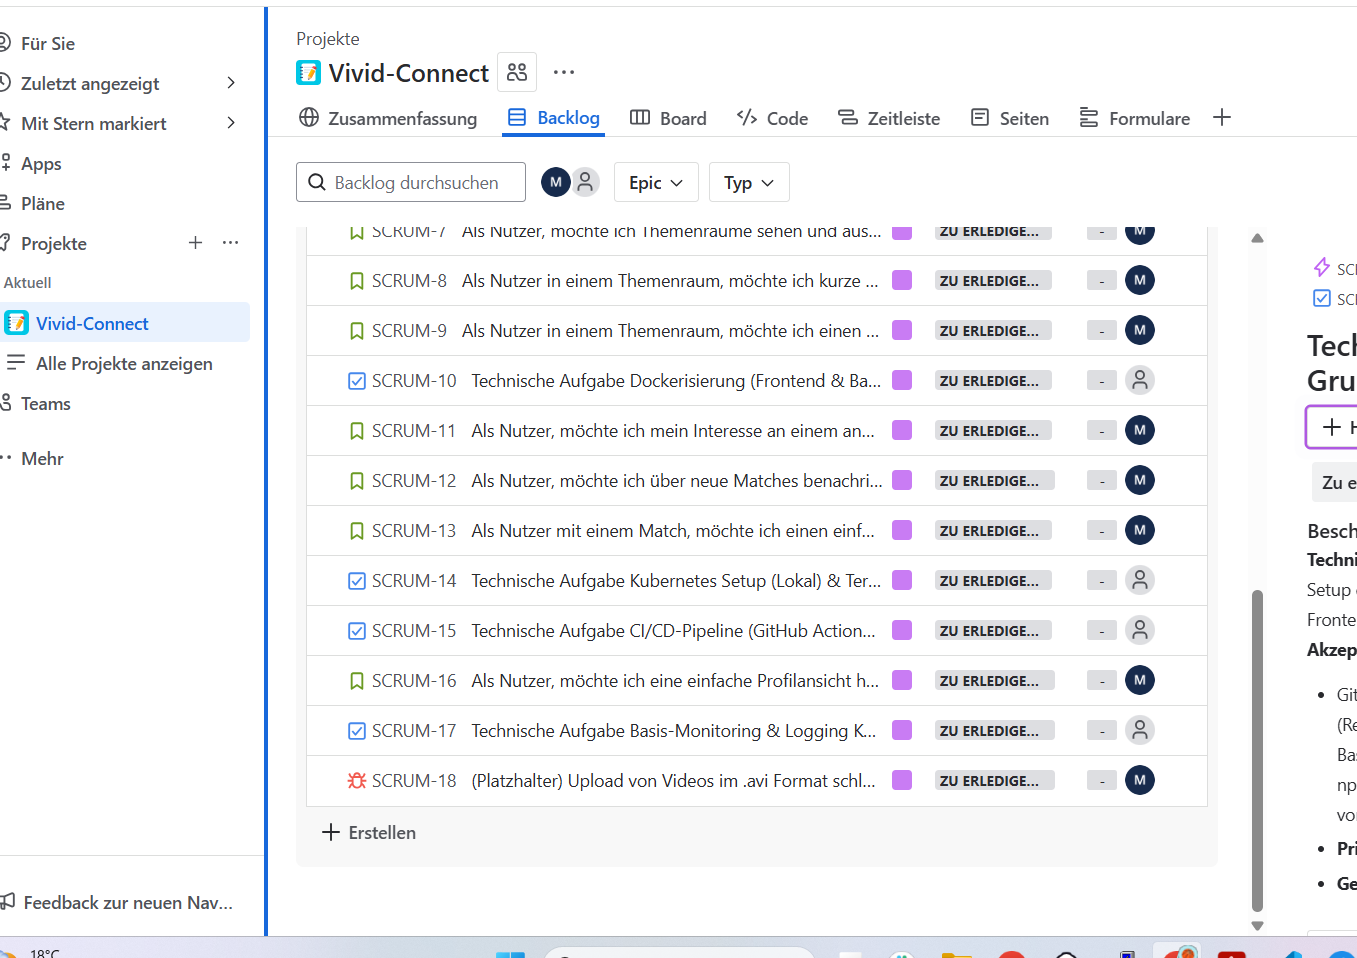 Für Sie
Zuletzt angezeigt
Mit Stern markiert
Apps
Pläne
Projekte
Aktuell
Vivid-Connect
Alle Projekte anzeigen
Teams
Mehr
Feedback zur neuen Nav...
Projekte
Vivid-Connect
Zusammenfassung Backlog Board Code Zeitleiste Seiten Formulare
Backlog durchsuchen M Epic Typ
SCRUM-7 Als Nutzer, möchte ich Themenräume sehen und aus... ZU ERLEDIGE... - M
SCRUM-8 Als Nutzer in einem Themenraum, möchte ich kurze ... ZU ERLEDIGE... - M
SCRUM-9 Als Nutzer in einem Themenraum, möchte ich einen ... ZU ERLEDIGE... - M
SCRUM-10 Technische Aufgabe Dockerisierung (Frontend & Ba... ZU ERLEDIGE... -
SCRUM-11 Als Nutzer, möchte ich mein Interesse an einem an... ZU ERLEDIGE... - M
SCRUM-12 Als Nutzer, möchte ich über neue Matches benachri... ZU ERLEDIGE... - M
SCRUM-13 Als Nutzer mit einem Match, möchte ich einen einf... ZU ERLEDIGE... - M
SCRUM-14 Technische Aufgabe Kubernetes Setup (Lokal) & Ter... ZU ERLEDIGE... -
SCRUM-15 Technische Aufgabe CI/CD-Pipeline (GitHub Action... ZU ERLEDIGE... -
SCRUM-16 Als Nutzer, möchte ich eine einfache Profilansicht h... ZU ERLEDIGE... - M
SCRUM-17 Technische Aufgabe Basis-Monitoring & Logging K... ZU ERLEDIGE... -
SCRUM-18 (Platzhalter) Upload von Videos im .avi Format schl... ZU ERLEDIGE... - M
Erstellen
SC
SC
Tech
Gru
Zu e
Besch
Techni
Setup
Fronte
Akzep
Git
(Re
Bas
np
vo
Pri
Ge
18°C